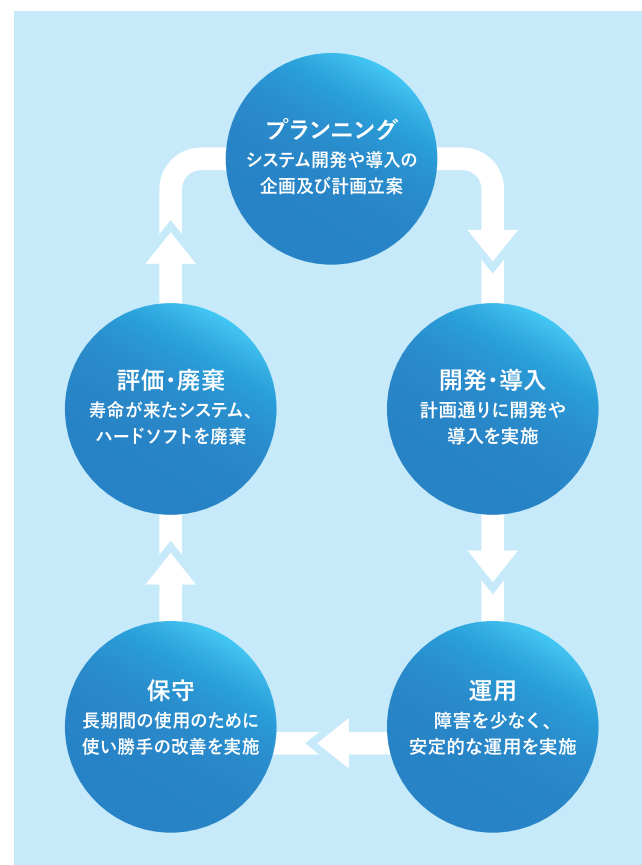 プランニング
システム開発や導入の
企画及び計画立案
評価・廃棄
寿命が来たシステム、
ハードソフトを廃棄
開発・導入
計画通りに開発や
導入を実施
保守
長期間の使用のために
使い勝手の改善を実施
運用
障害を少なく、
安定的な運用を実施